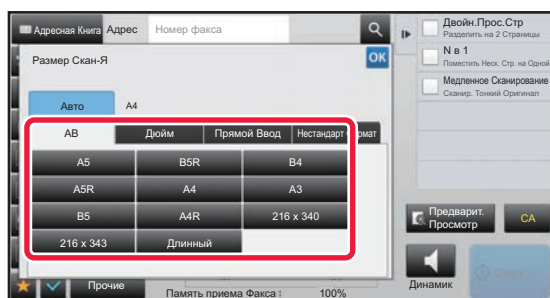 Адресная Книга Адрес Номер факса
Размер Скан-Я OK
Авто A4
AB Дюйм Прямой Ввод Нестандарт Формат
A5 B5R B4
A5R A4 A3
B5 A4R 216 x 340
216 x 343 Длинный
Прочие
Память приема Факса: 100%
Двойн.Прос.Стр
Разделить на 2 Страницы
N в 1
Поместить Неск. Стр. на Одной
Медленное Сканирование
Сканир. Тонкий Оригинал
Предварит.
Просмотр
CA
Динамик
Старт